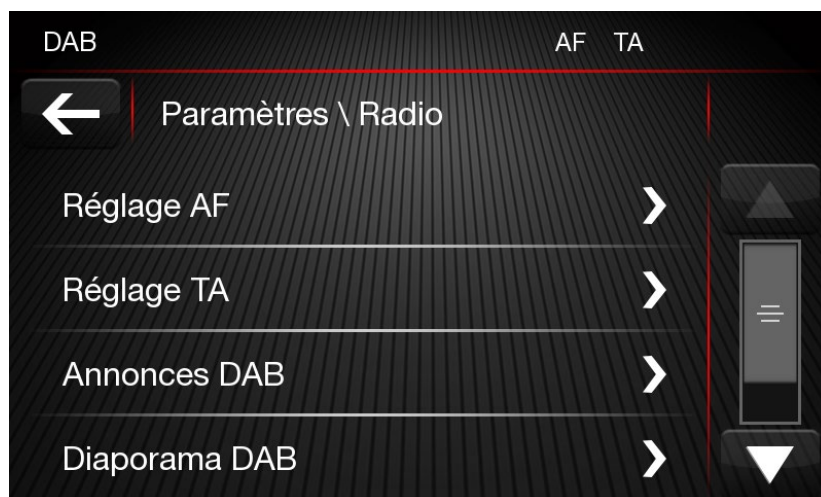 DAB AF TA
Paramètres \ Radio
Réglage AF
Réglage TA
Annonces DAB
Diaporama DAB